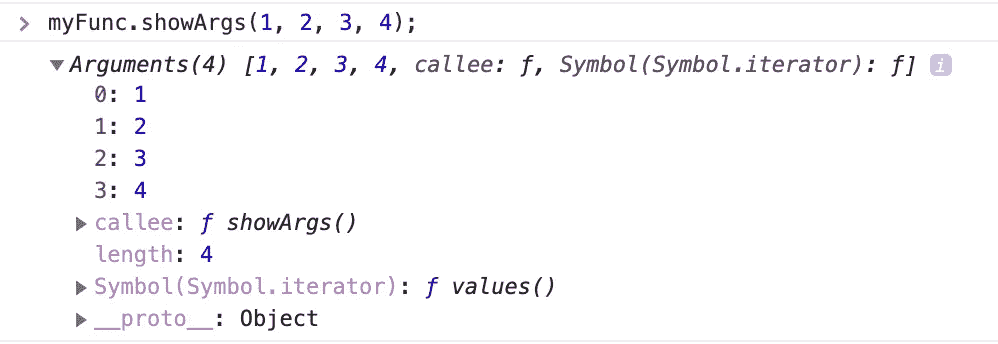 > myFunc.showArgs(1, 2, 3, 4);
▼Arguments(4) [1, 2, 3, 4, callee: ƒ, Symbol(Symbol.iterator): ƒ] i
0: 1
1: 2
2: 3
3: 4
▶callee: ƒ showArgs()
length: 4
▶Symbol(Symbol.iterator): ƒ values()
▶__proto__: Object